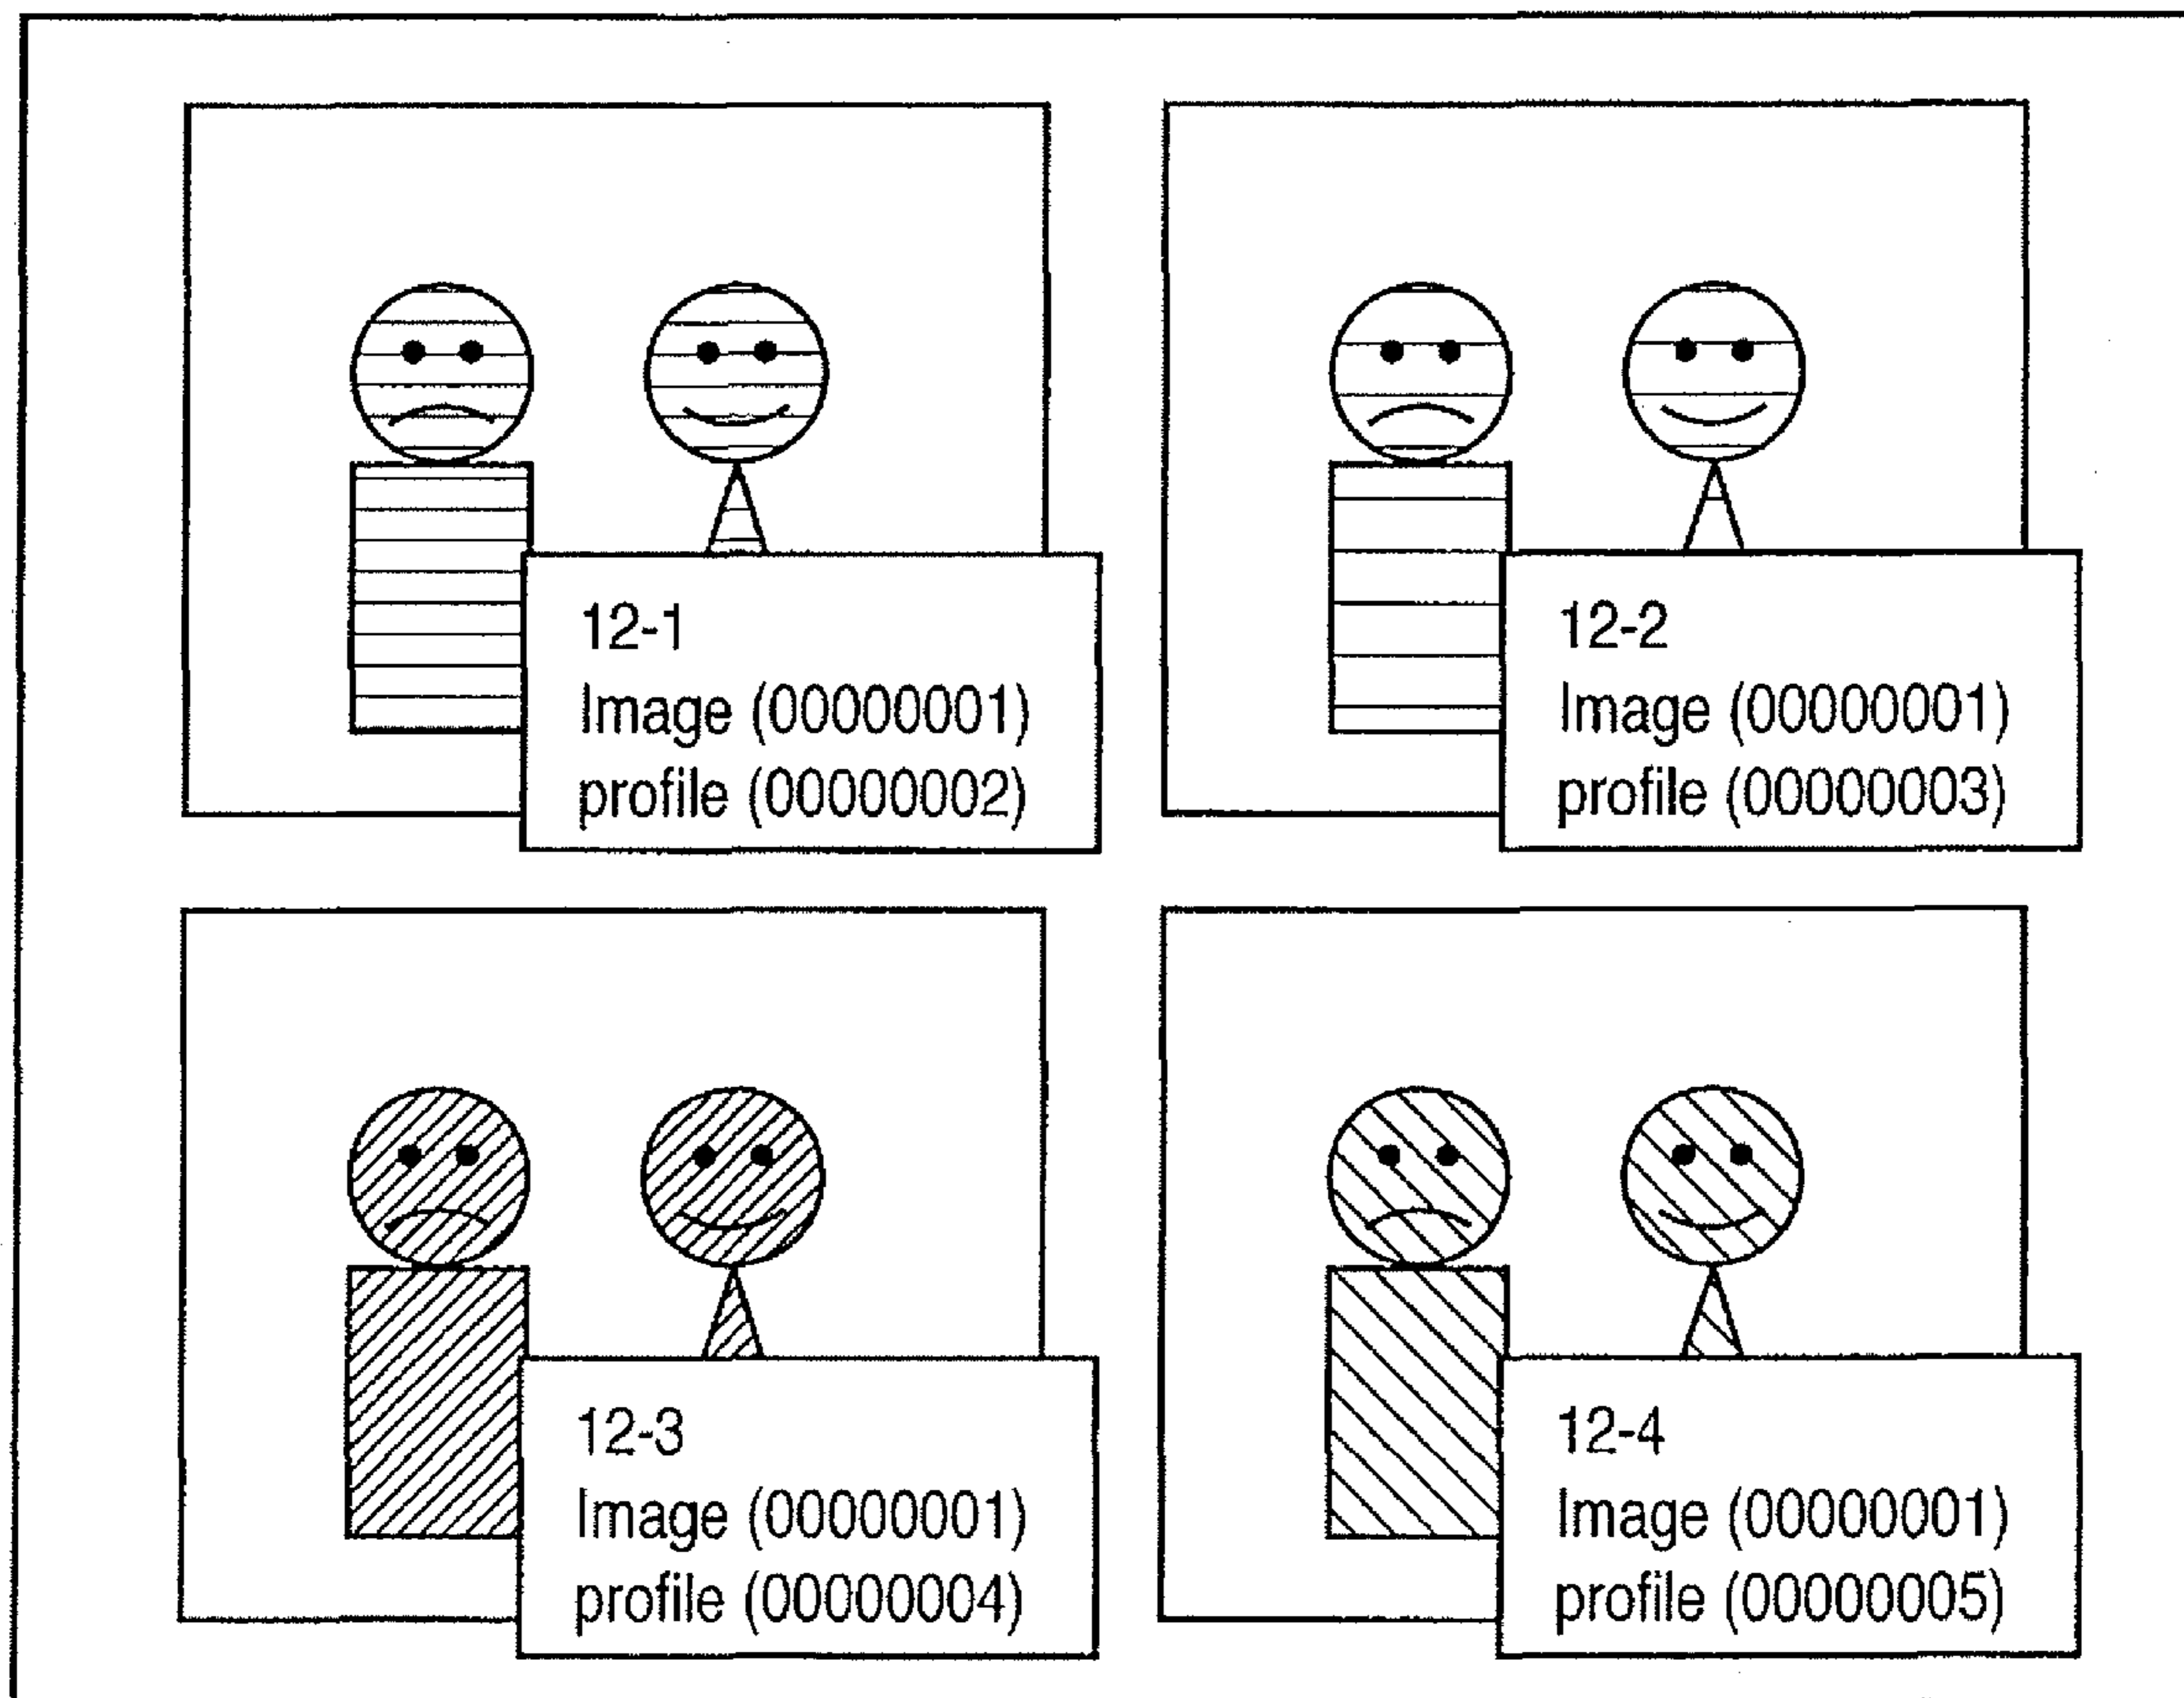 12-1
Image (00000001)
profile (00000002)
12-2
Image (00000001)
profile (00000003)
12-3
Image (00000001)
profile (00000004)
12-4
Image (00000001)
profile (00000005)